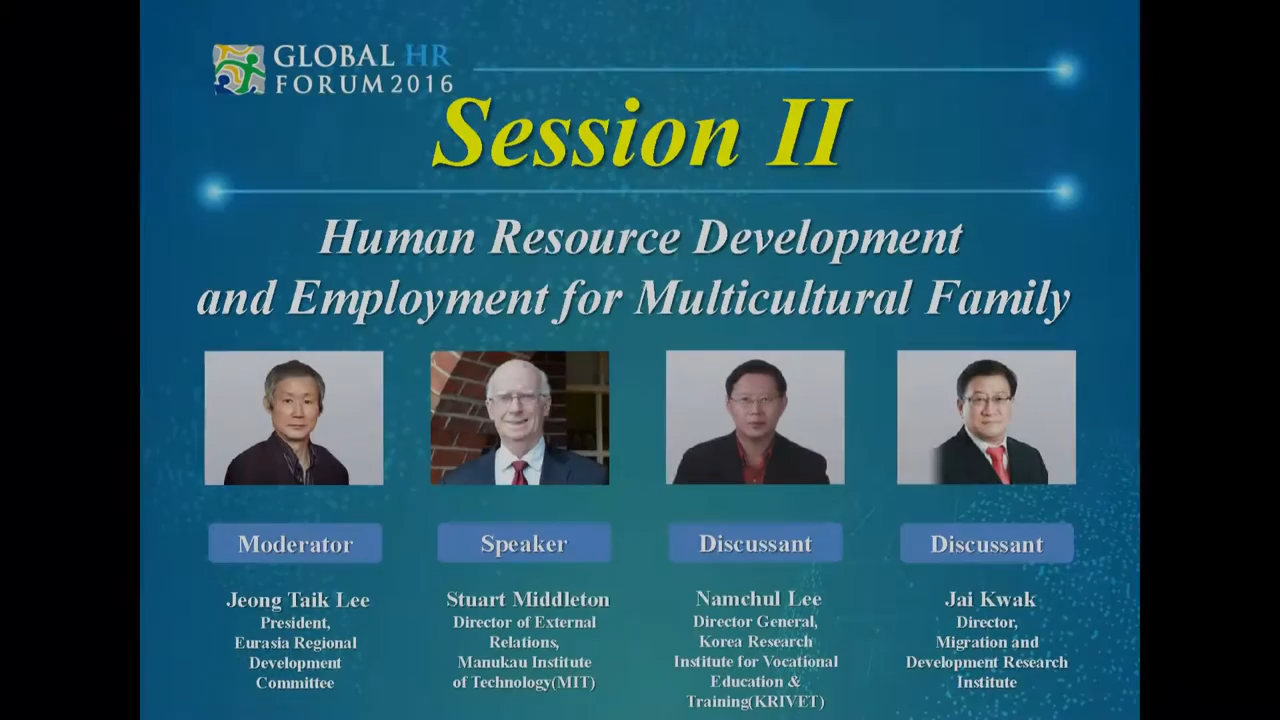 GLOBAL HR
FORUM 2016
Session II
Human Resource Development
and Employment for Multicultural Family
Moderator
Speaker
Discussant
Discussant
Jeong Taik Lee
President,
Eurasia Regional
Development
Committee
Stuart Middleton
Director of External
Relations,
Manukau Institute
of Technology(MIT)
Namchul Lee
Director General,
Korea Research
Institute for Vocational
Education &
Training(KRIVET)
Jai Kwak
Director,
Migration and
Development Research
Institute